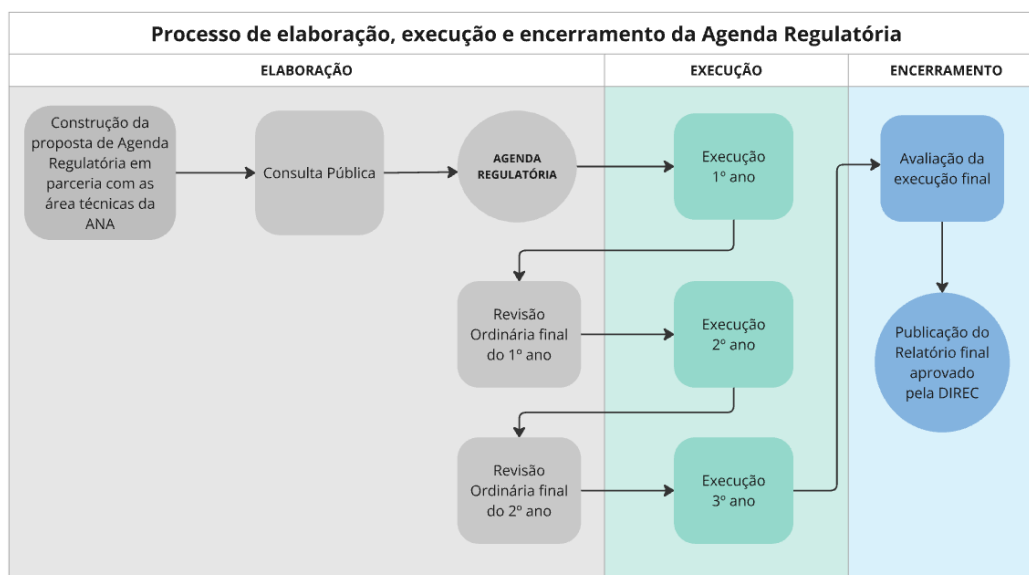 Processo de elaboração, execução e encerramento da Agenda Regulatória
ELABORAÇÃO
EXECUÇÃO
ENCERRAMENTO
Construção da
proposta de Agenda
Regulatória em
parceria com as
área técnicas da
ANA
Consulta Pública
AGENDA
REGULATÓRIA
Execução
1º ano
Avaliação da
execução final
Revisão
Ordinária final
do 1º ano
Execução
2º ano
Publicação do
Relatório final
aprovado
pela DIREC
Revisão
Ordinária final
do 2º ano
Execução
3º ano